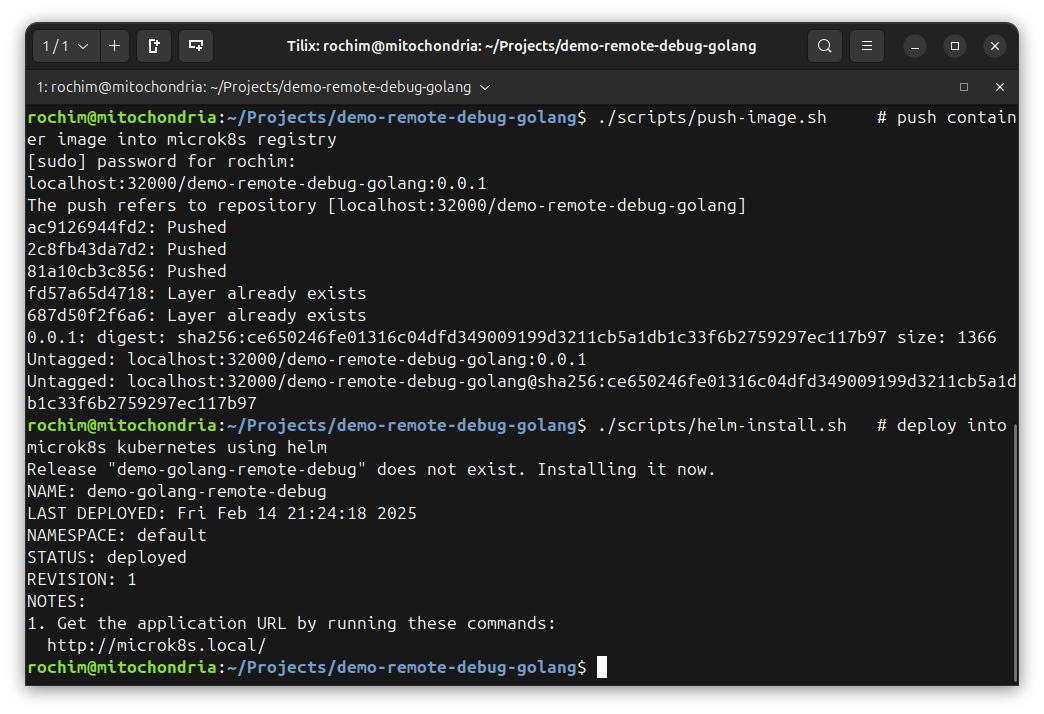 1 / 1
Tilix: rochim@mitochondria: ~/Projects/demo-remote-debug-golang
1: rochim@mitochondria: ~/Projects/demo-remote-debug-golang
rochim@mitochondria:~/Projects/demo-remote-debug-golang$ ./scripts/push-image.sh     # push contain
er image into microk8s registry
[sudo] password for rochim:
localhost:32000/demo-remote-debug-golang:0.0.1
The push refers to repository [localhost:32000/demo-remote-debug-golang]
ac9126944fd2: Pushed
2c8fb43da7d2: Pushed
81a10cb3c856: Pushed
fd57a65d4718: Layer already exists
687d50f2f6a6: Layer already exists
0.0.1: digest: sha256:ce650246fe01316c04dfd349009199d3211cb5a1db1c33f6b2759297ec117b97 size: 1366
Untagged: localhost:32000/demo-remote-debug-golang:0.0.1
Untagged: localhost:32000/demo-remote-debug-golang@sha256:ce650246fe01316c04dfd349009199d3211cb5a1d
b1c33f6b2759297ec117b97
rochim@mitochondria:~/Projects/demo-remote-debug-golang$ ./scripts/helm-install.sh   # deploy into
microk8s kubernetes using helm
Release "demo-golang-remote-debug" does not exist. Installing it now.
NAME: demo-golang-remote-debug
LAST DEPLOYED: Fri Feb 14 21:24:18 2025
NAMESPACE: default
STATUS: deployed
REVISION: 1
NOTES:
1. Get the application URL by running these commands:
  http://microk8s.local/
rochim@mitochondria:~/Projects/demo-remote-debug-golang$